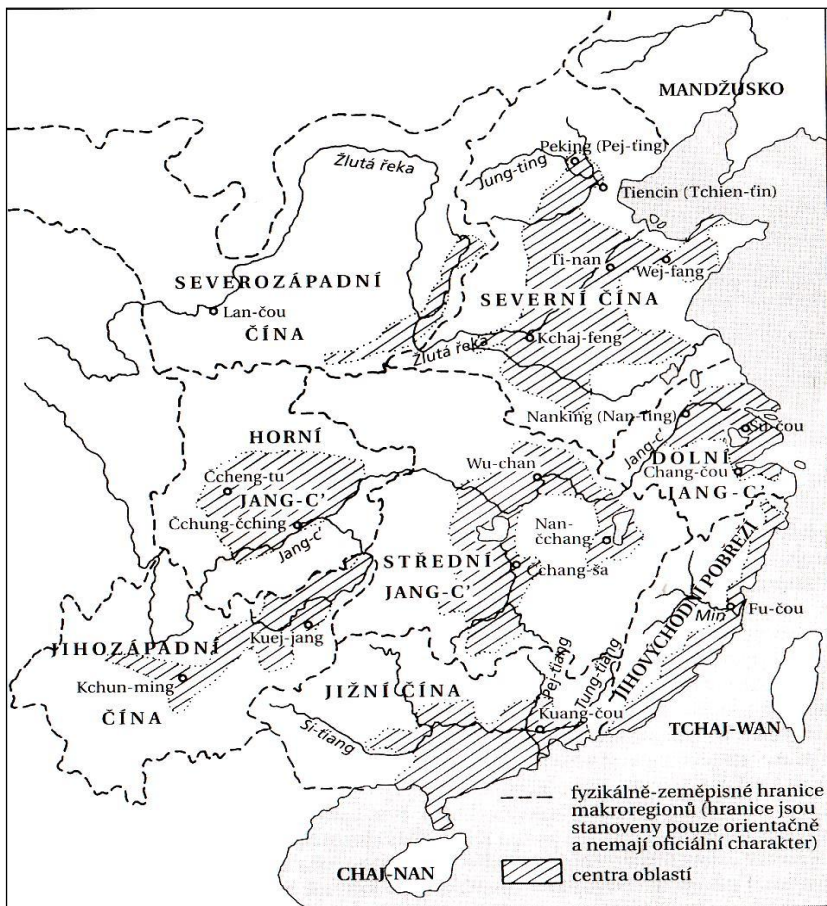 MANDŽUSKO
Peking (Pej-ťing)
Žlutá řeka
Jung-ting
Tiencin (Tchien-ťin)
Ťi-nan
Wej-fang
SEVEROZÁPADNÍ
SEVERNÍ ČÍNA
Lan-čou
ČÍNA
Kchaj-feng
Žlutá řeka
Nanking (Nan-ťing)
HORNÍ
Su-čou
Jang-c'
DOLNÍ
Wu-chan
Ččheng-tu
Chang-čou
JANG-C'
JANG-C'
Nan-
čchang
Čchung-čching
Jang-c'
STŘEDNÍ
Čchang-ša
JANG-C'
JIHOVÝCHODNÍ POBŘEŽÍ
Min
Fu-čou
Kuej-jang
JIHOZÁPADNÍ
Pej-ťiang
Tung-ťiang
Kchun-ming
JIŽNÍ ČÍNA
ČÍNA
Kuang-čou
Si-ťiang
TCHAJ-WAN
fyzikálně-zeměpisné hranice
makroregionů (hranice jsou
stanoveny pouze orientačně
a nemají oficiální charakter)
CHAJ-NAN
centra oblastí